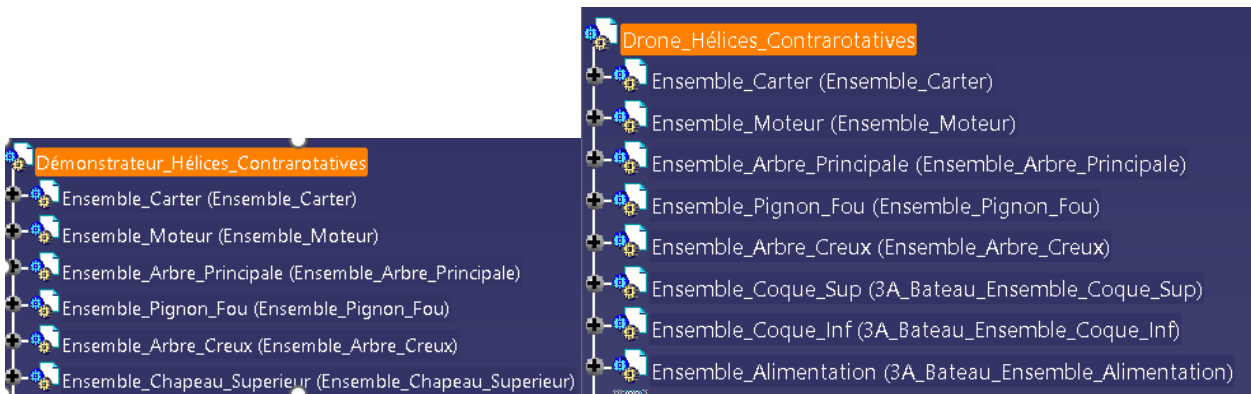 Démonstrateur_Hélices_Contrarotatives
Ensemble_Carter (Ensemble_Carter)
Ensemble_Moteur (Ensemble_Moteur)
Ensemble_Arbre_Principale (Ensemble_Arbre_Principale)
Ensemble_Pignon_Fou (Ensemble_Pignon_Fou)
Ensemble_Arbre_Creux (Ensemble_Arbre_Creux)
Ensemble_Chapeau_Superieur (Ensemble_Chapeau_Superieur)
Drone_Hélices_Contrarotatives
Ensemble_Carter (Ensemble_Carter)
Ensemble_Moteur (Ensemble_Moteur)
Ensemble_Arbre_Principale (Ensemble_Arbre_Principale)
Ensemble_Pignon_Fou (Ensemble_Pignon_Fou)
Ensemble_Arbre_Creux (Ensemble_Arbre_Creux)
Ensemble_Coque_Sup (3A_Bateau_Ensemble_Coque_Sup)
Ensemble_Coque_Inf (3A_Bateau_Ensemble_Coque_Inf)
Ensemble_Alimentation (3A_Bateau_Ensemble_Alimentation)